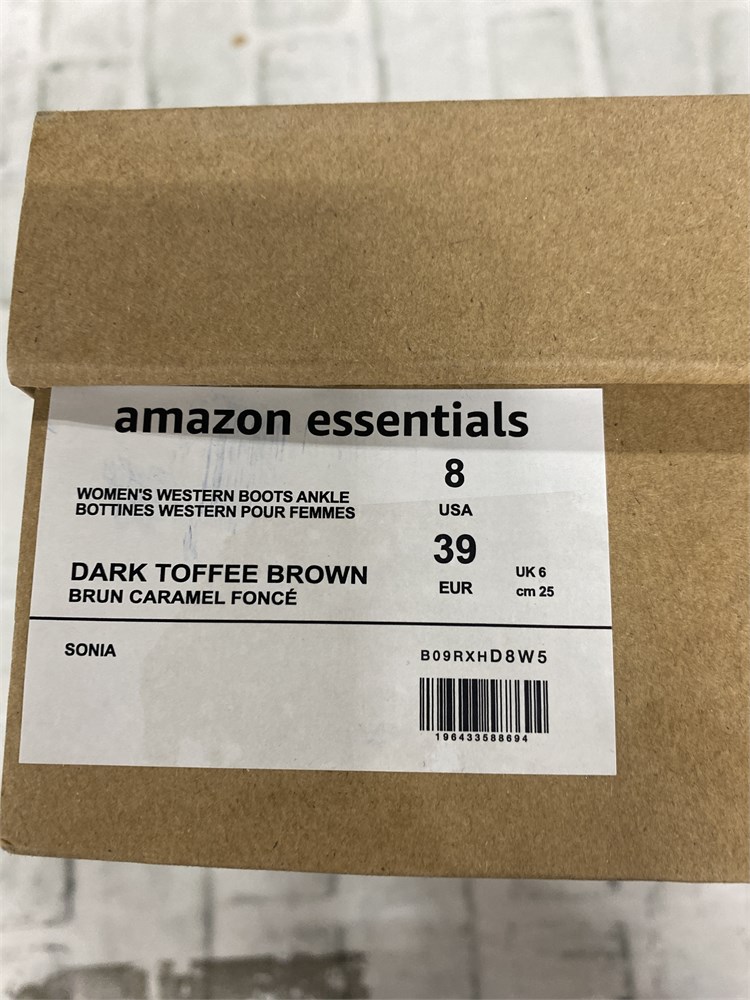 amazon essentials
WOMEN'S WESTERN BOOTS ANKLE
BOTTINES WESTERN POUR FEMMES
8
USA
39
EUR
UK 6
cm 25
DARK TOFFEE BROWN
BRUN CARAMEL FONCÉ
SONIA
B09RXHD8W5
196433588694